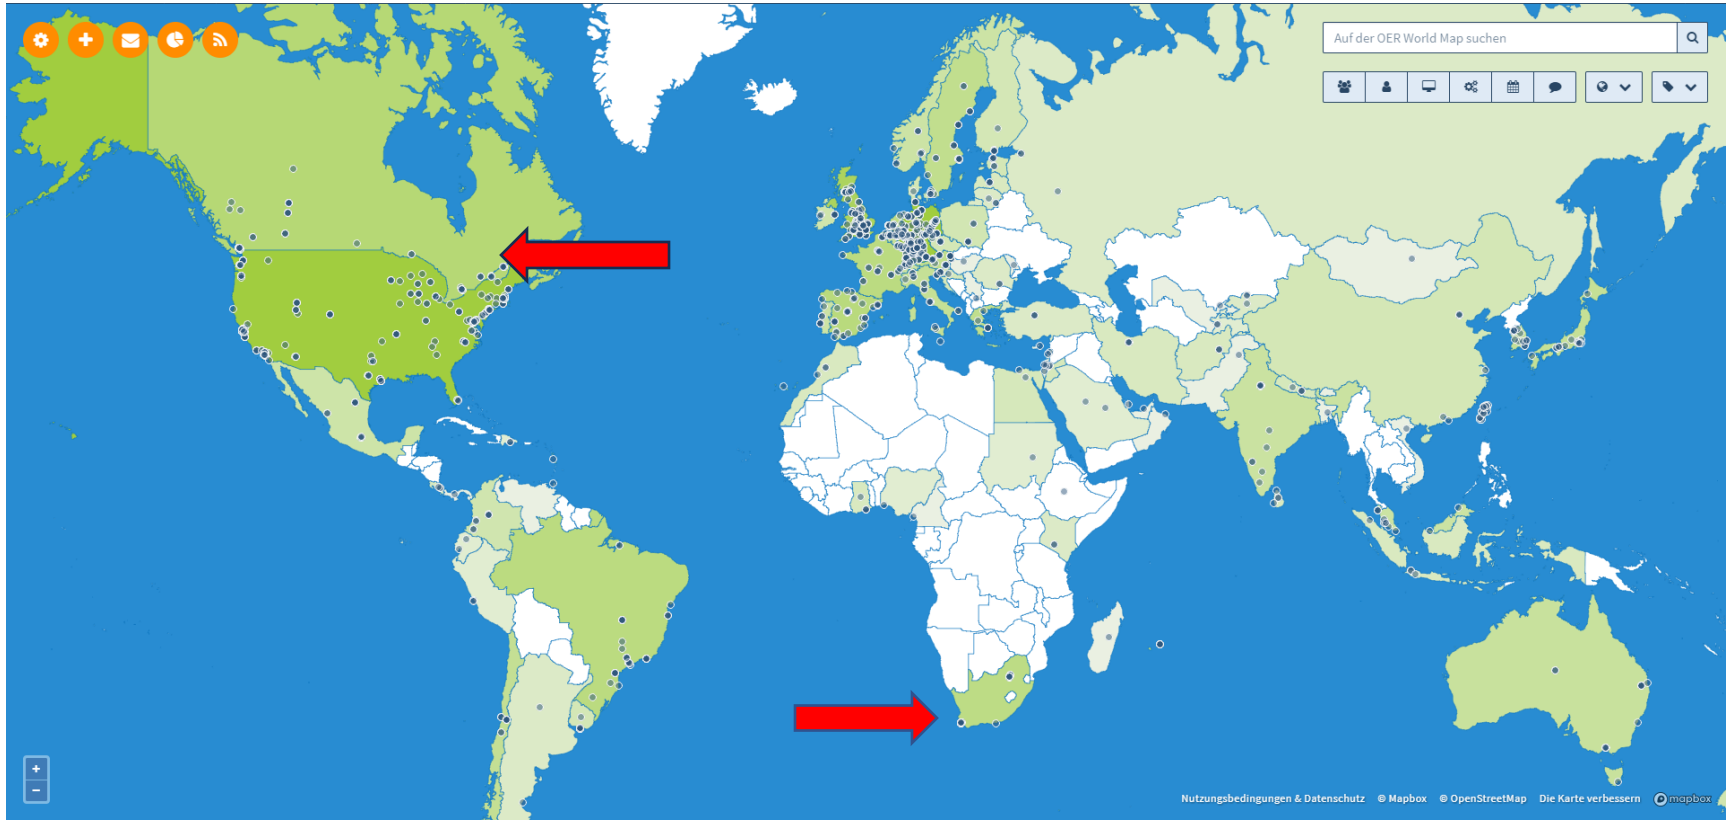 Auf der OER World Map suchen
Nutzungsbedingungen & Datenschutz © Mapbox © OpenStreetMap Die Karte verbessern mapbox